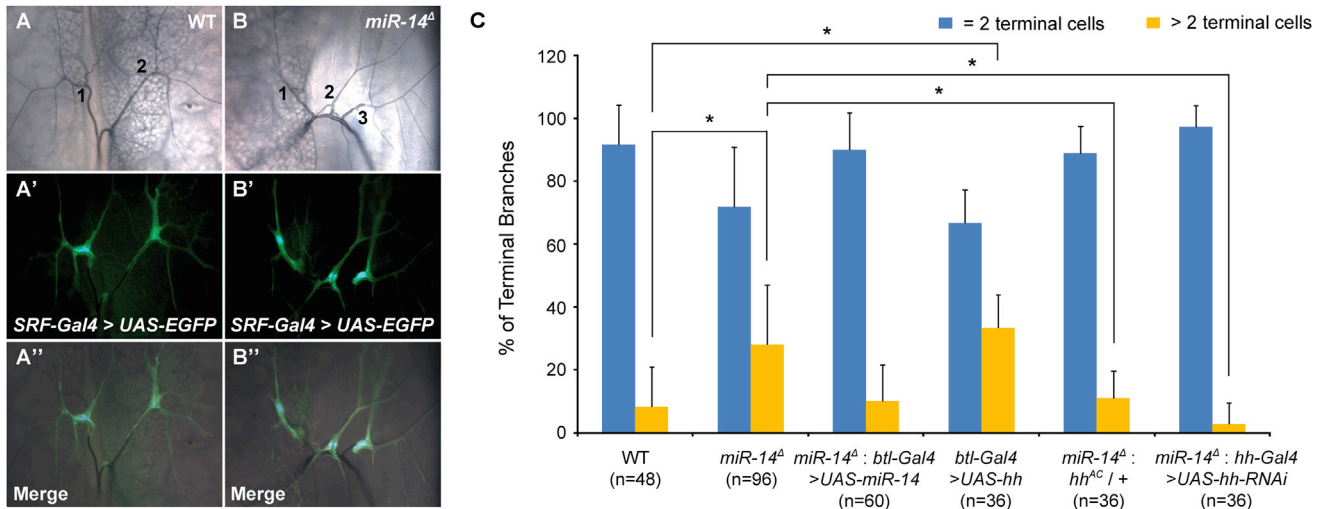 A
WT
B
miR-14Δ
1
2
1
2
3
A'
SRF-Gal4 > UAS-EGFP
B'
SRF-Gal4 > UAS-EGFP
A''
Merge
B''
Merge
C
= 2 terminal cells
> 2 terminal cells
% of Terminal Branches
120
100
80
60
40
20
0
*
*
*
*
WT
(n=48)
miR-14Δ
(n=96)
miR-14Δ : btl-Gal4
>UAS-miR-14
(n=60)
btl-Gal4
>UAS-hh
(n=36)
miR-14Δ :
hhAC / +
(n=36)
miR-14Δ : hh-Gal4
>UAS-hh-RNAi
(n=36)